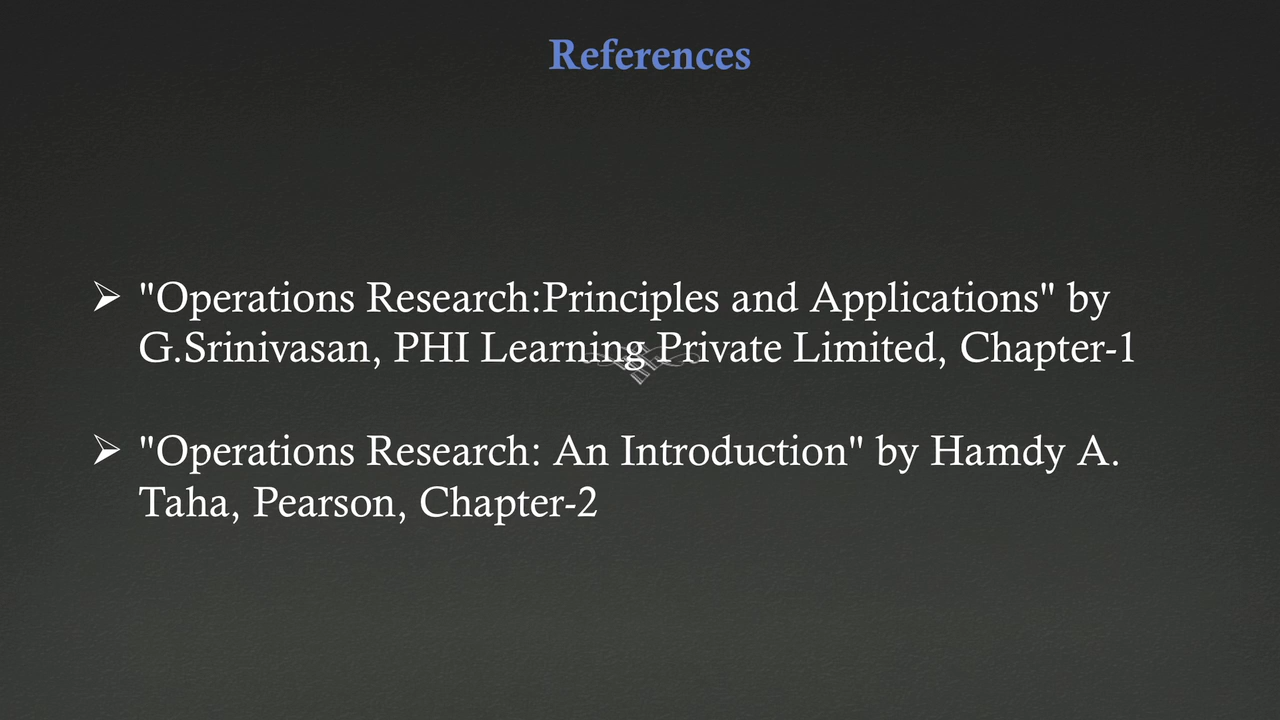 References
➢ "Operations Research:Principles and Applications" by
G.Srinivasan, PHI Learning Private Limited, Chapter-1
➢ "Operations Research: An Introduction" by Hamdy A.
Taha, Pearson, Chapter-2